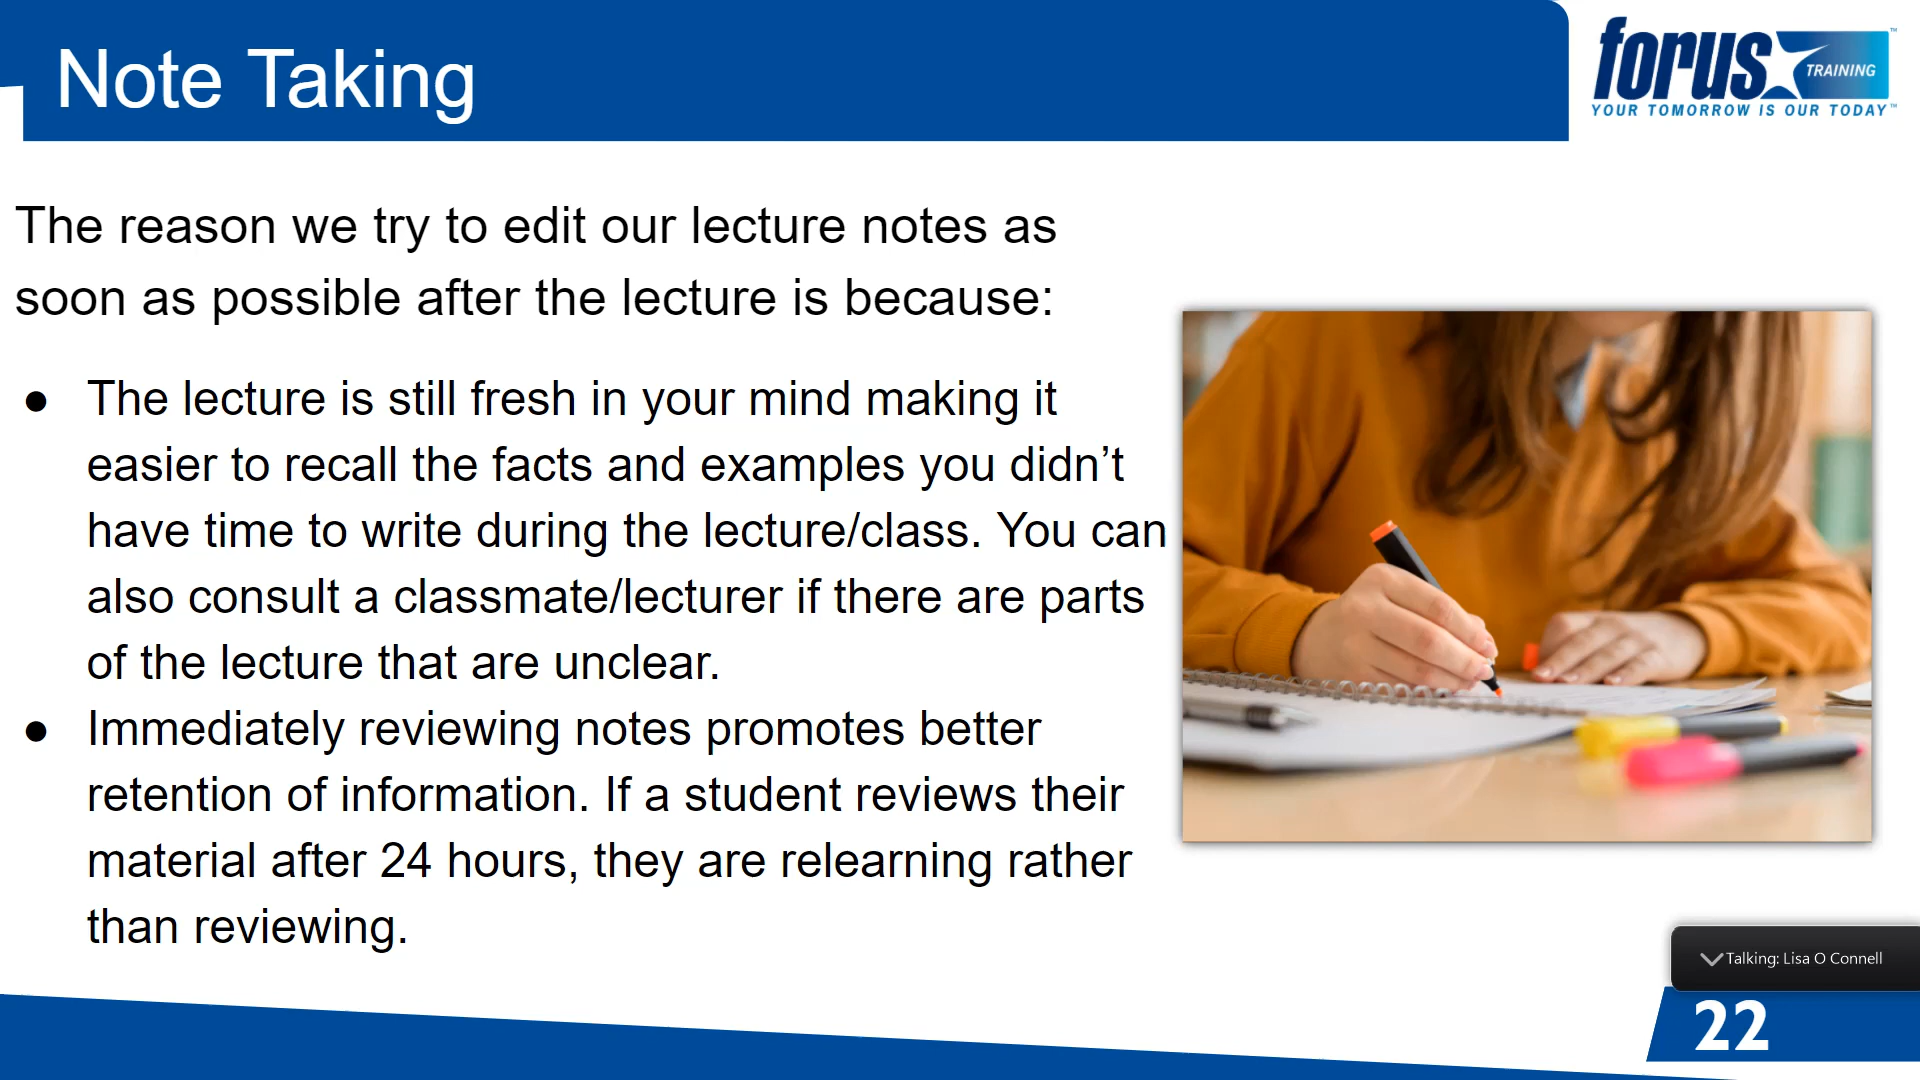 Note Taking
forus
TRAINING
YOUR TOMORROW IS OUR TODAY™
The reason we try to edit our lecture notes as
soon as possible after the lecture is because:
● The lecture is still fresh in your mind making it
easier to recall the facts and examples you didn’t
have time to write during the lecture/class. You can
also consult a classmate/lecturer if there are parts
of the lecture that are unclear.
● Immediately reviewing notes promotes better
retention of information. If a student reviews their
material after 24 hours, they are relearning rather
than reviewing.
Talking: Lisa O Connell
22